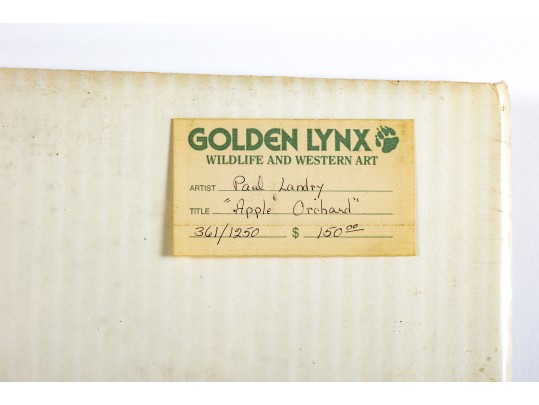 GOLDEN LYNX
WILDLIFE AND WESTERN ART
ARTIST Paul Landry
TITLE "Apple Orchard"
361/1250 $ 150.00